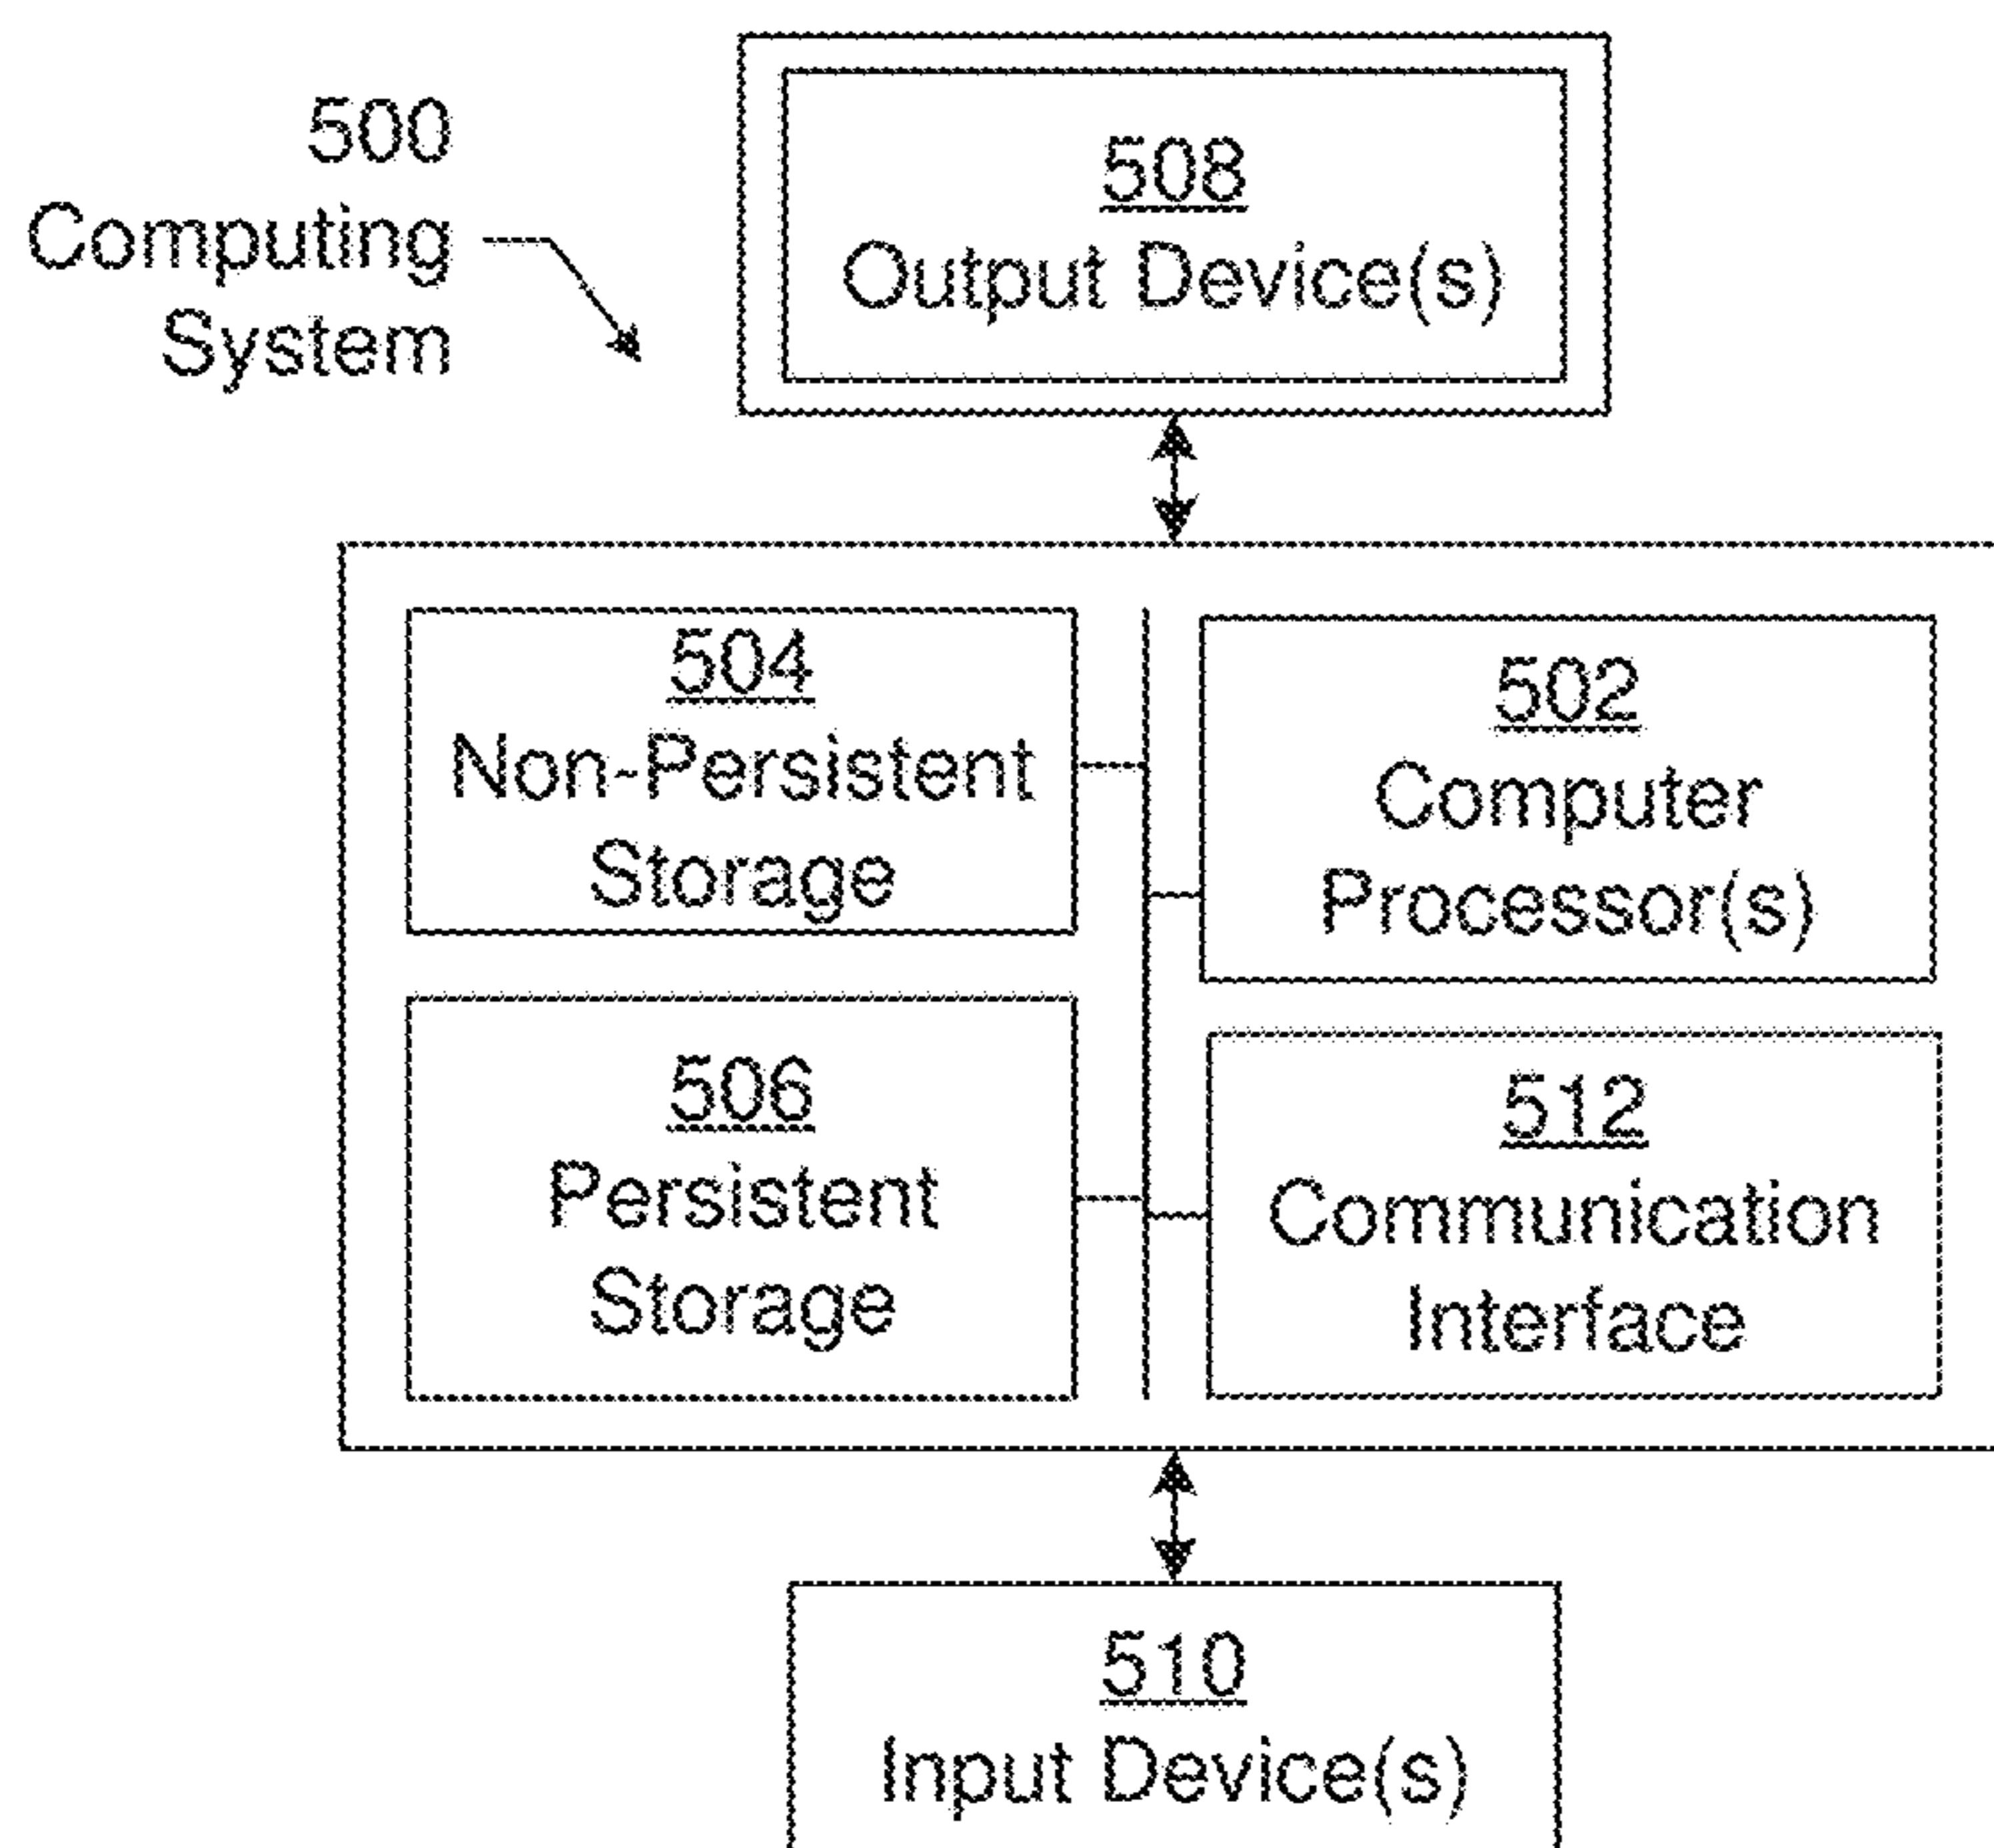 500
Computing
System
508
Output Device(s)
504
Non-Persistent
Storage
502
Computer
Processor(s)
506
Persistent
Storage
512
Communication
Interface
510
Input Device(s)